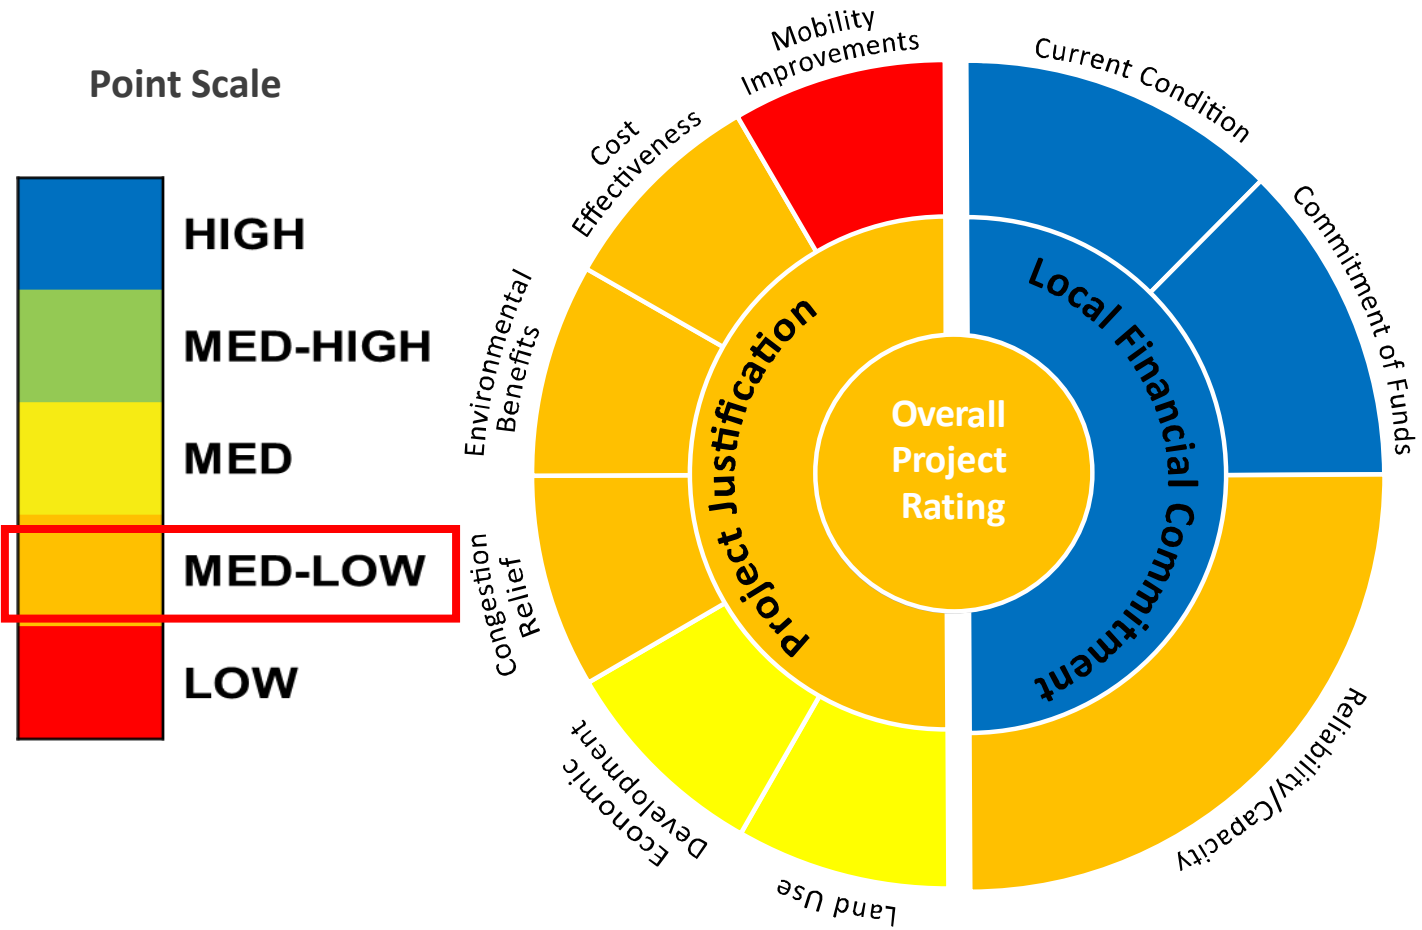 Point Scale
HIGH
MED-HIGH
MED
MED-LOW
LOW
Mobility
Improvements
Cost
Effectiveness
Environmental
Benefits
Congestion
Relief
Economic
Development
Land Use
Project Justification
Overall
Project
Rating
Local Financial Commitment
Current Condition
Commitment of Funds
Reliability/Capacity